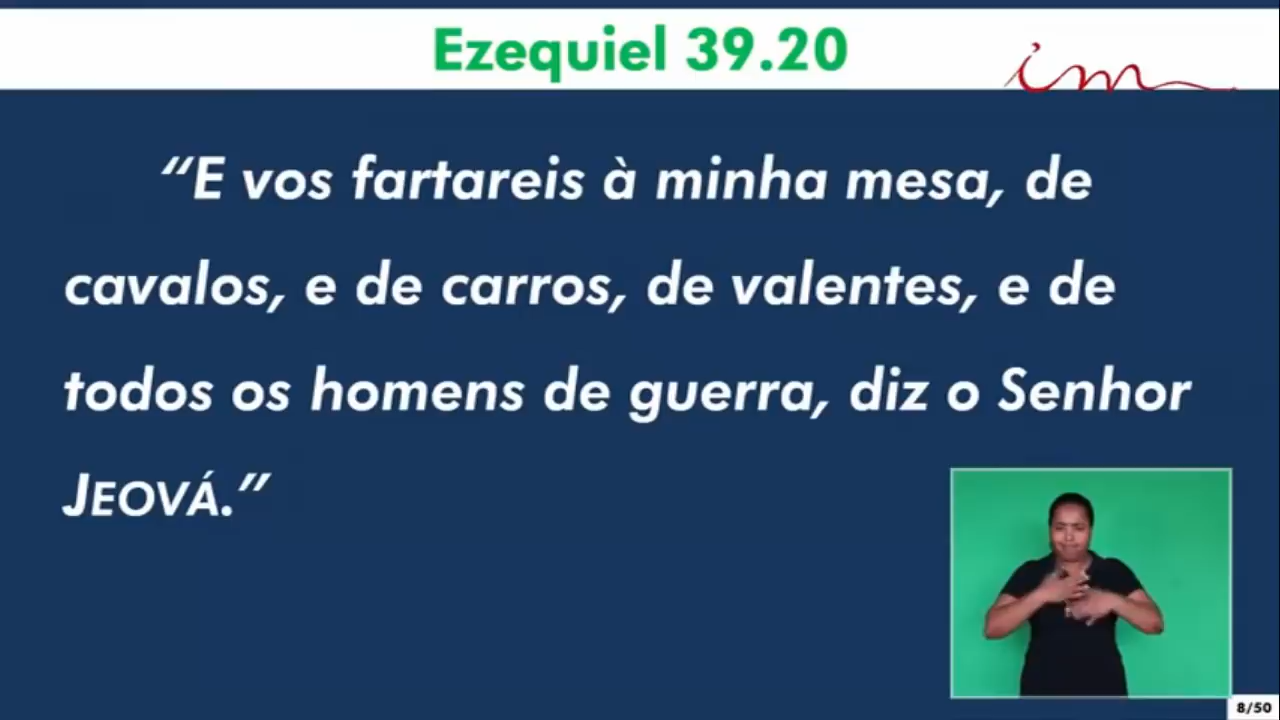 Ezequiel 39.20
im
“E vos fartareis à minha mesa, de
cavalos, e de carros, de valentes, e de
todos os homens de guerra, diz o Senhor
JEOVÁ.”
8/50